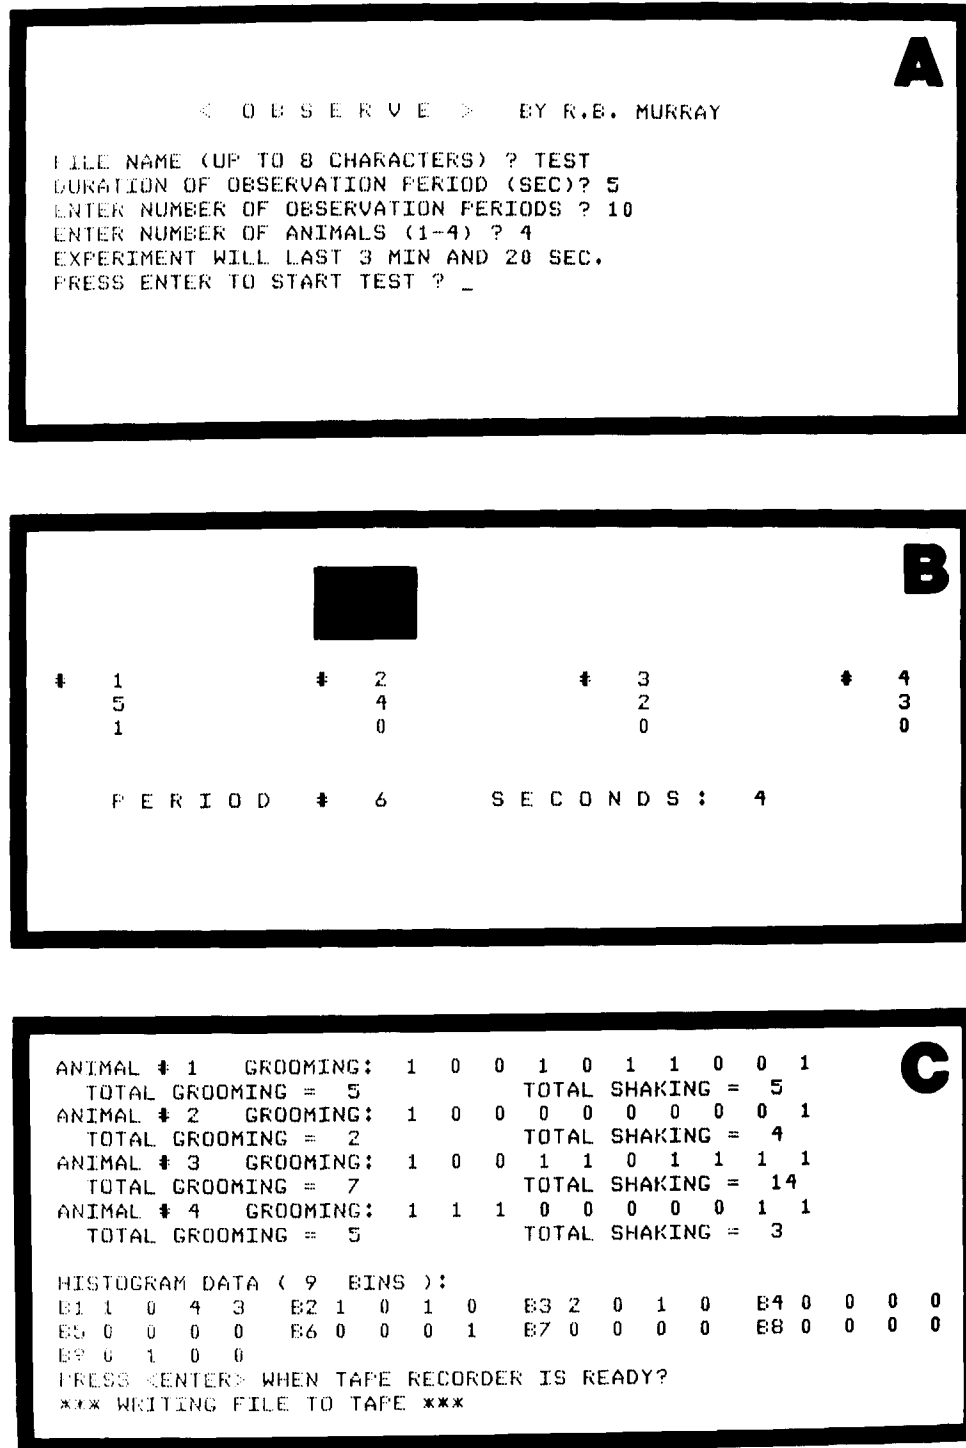 A
< O B S E R V E > BY R.B. MURRAY
FILE NAME (UP TO 8 CHARACTERS) ? TEST
DURATION OF OBSERVATION PERIOD (SEC)? 5
ENTER NUMBER OF OBSERVATION PERIODS ? 10
ENTER NUMBER OF ANIMALS (1-4) ? 4
EXPERIMENT WILL LAST 3 MIN AND 20 SEC.
PRESS ENTER TO START TEST ? _
B
# 1 # 2 # 3 # 4
5 4 2 3
1 0 0 0
P E R I O D # 6 S E C O N D S : 4
C
ANIMAL # 1 GROOMING: 1 0 0 1 0 1 1 0 0 1
TOTAL GROOMING = 5 TOTAL SHAKING = 5
ANIMAL # 2 GROOMING: 1 0 0 0 0 0 0 0 0 1
TOTAL GROOMING = 2 TOTAL SHAKING = 4
ANIMAL # 3 GROOMING: 1 0 0 1 1 0 1 1 1 1
TOTAL GROOMING = 7 TOTAL SHAKING = 14
ANIMAL # 4 GROOMING: 1 1 1 0 0 0 0 0 1 1
TOTAL GROOMING = 5 TOTAL SHAKING = 3
HISTOGRAM DATA ( 9 BINS ):
B1 1 0 4 3 B2 1 0 1 0 B3 2 0 1 0 B4 0 0 0 0
B5 0 0 0 0 B6 0 0 0 1 B7 0 0 0 0 B8 0 0 0 0
B9 0 1 0 0
PRESS <ENTER> WHEN TAPE RECORDER IS READY?
*** WRITING FILE TO TAPE ***